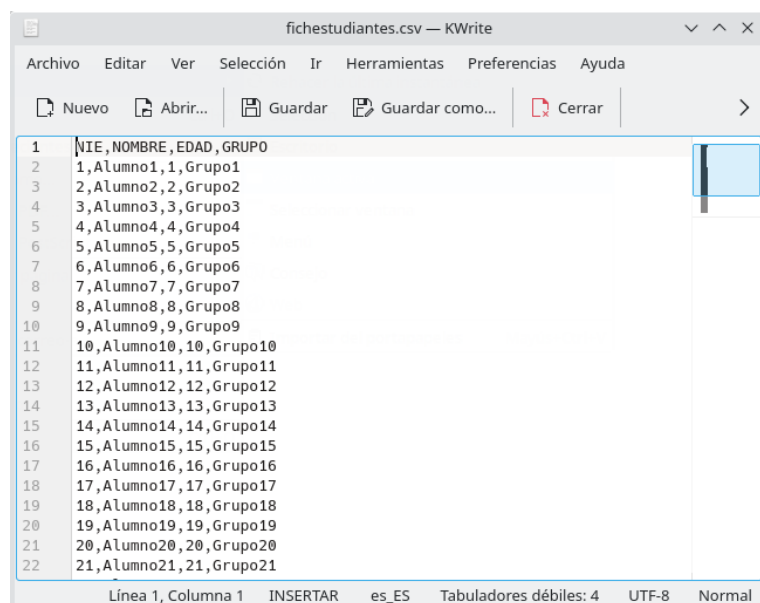 fichestudiantes.csv — KWrite
Archivo Editar Ver Selección Ir Herramientas Preferencias Ayuda
Nuevo Abrir... Guardar Guardar como... Cerrar
1 NIE,NOMBRE,EDAD,GRUPO
2 1,Alumno1,1,Grupo1
3 2,Alumno2,2,Grupo2
4 3,Alumno3,3,Grupo3
5 4,Alumno4,4,Grupo4
6 5,Alumno5,5,Grupo5
7 6,Alumno6,6,Grupo6
8 7,Alumno7,7,Grupo7
9 8,Alumno8,8,Grupo8
10 9,Alumno9,9,Grupo9
11 10,Alumno10,10,Grupo10
12 11,Alumno11,11,Grupo11
13 12,Alumno12,12,Grupo12
14 13,Alumno13,13,Grupo13
15 14,Alumno14,14,Grupo14
16 15,Alumno15,15,Grupo15
17 16,Alumno16,16,Grupo16
18 17,Alumno17,17,Grupo17
19 18,Alumno18,18,Grupo18
20 19,Alumno19,19,Grupo19
21 20,Alumno20,20,Grupo20
22 21,Alumno21,21,Grupo21
Línea 1, Columna 1 INSERTAR es_ES Tabuladores débiles: 4 UTF-8 Normal